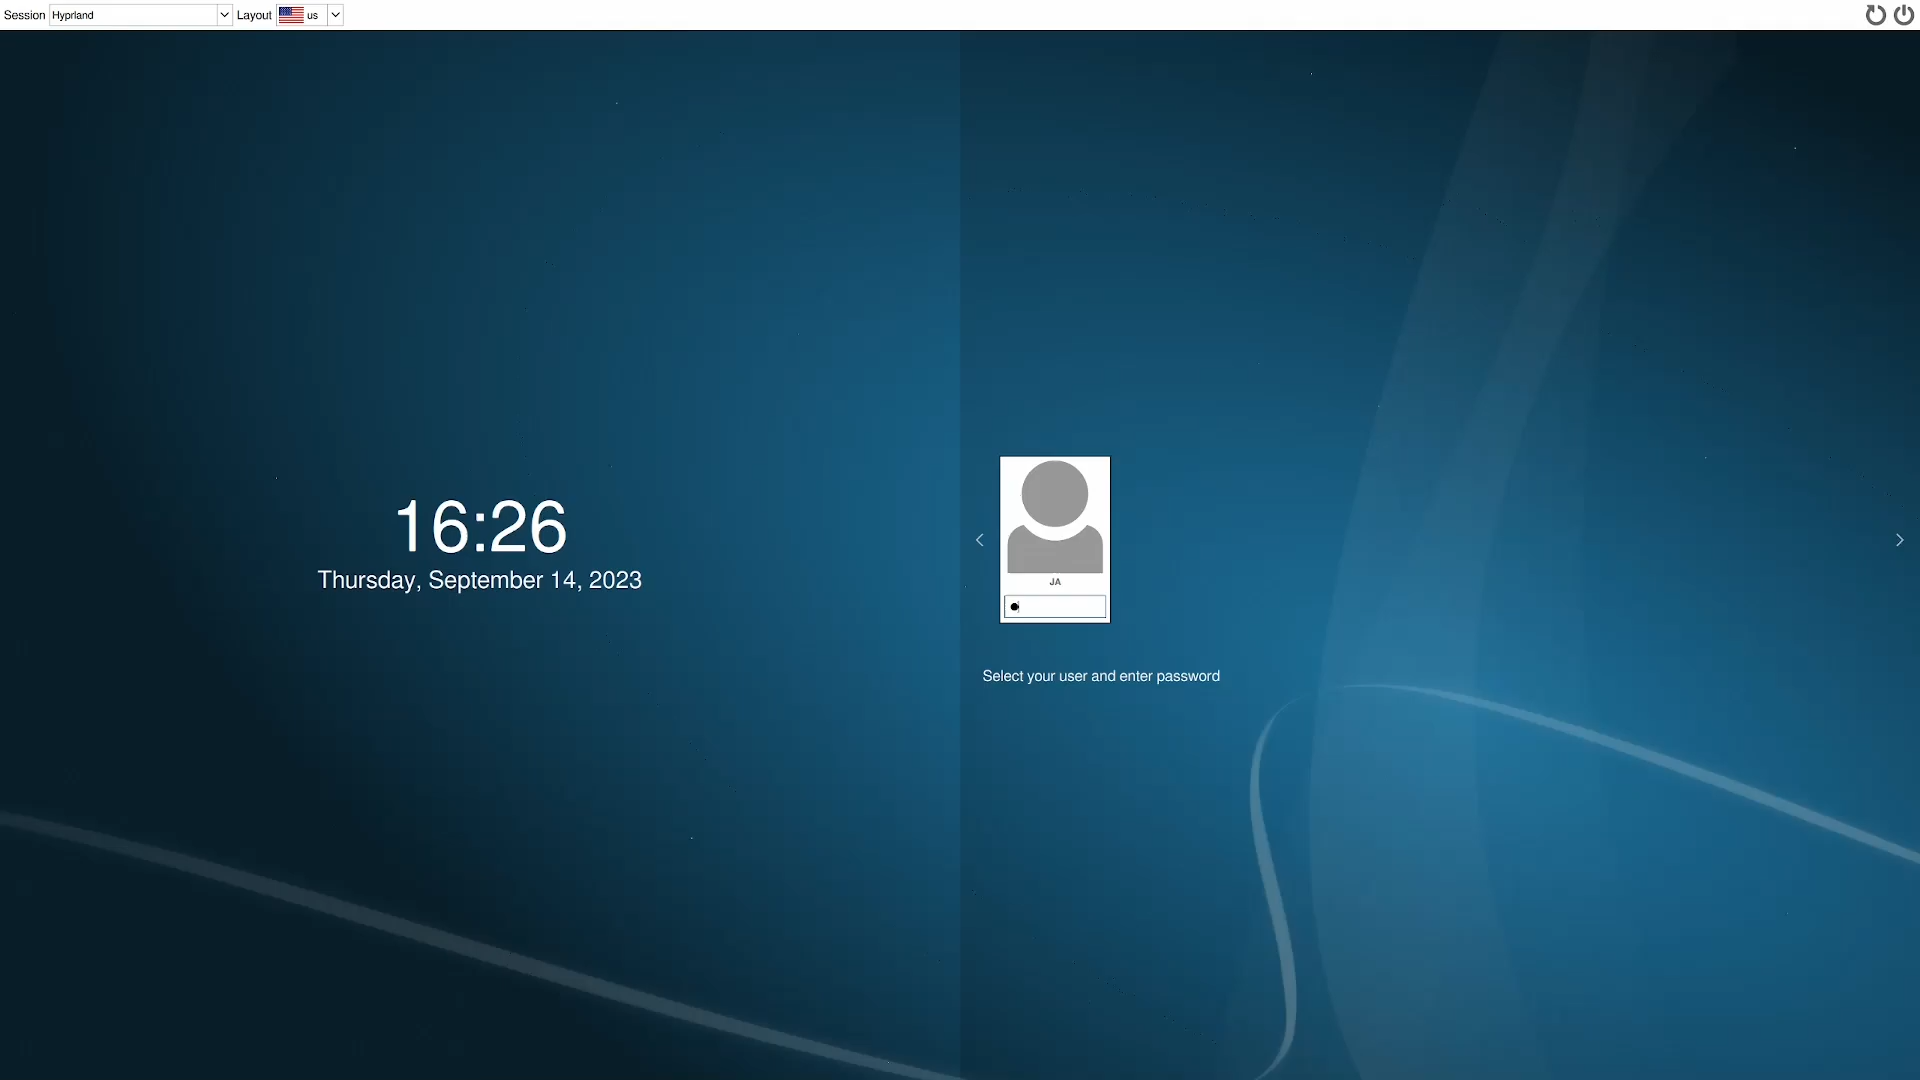 Session Hyprland Layout us
16:26
Thursday, September 14, 2023
JA
Select your user and enter password